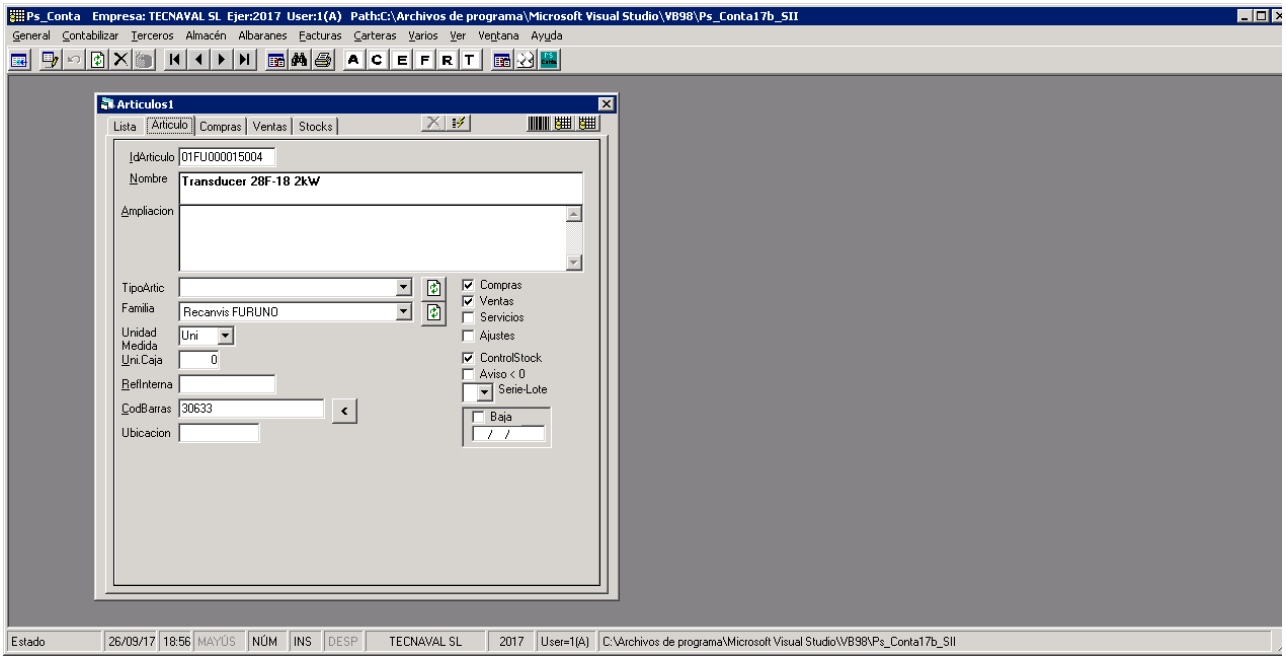 Ps_Conta Empresa: TECNAVAL SL Ejer:2017 User:1(A) Path:C:\Archivos de programa\Microsoft Visual Studio\VB98\Ps_Conta17b_SII
General Contabilizar Terceros Almacén Albaranes Facturas Carteras Varios Ver Ventana Ayuda
A C E F R T
Articulos1
Lista Articulo Compras Ventas Stocks
IdArticulo 01FU000015004
Nombre Transducer 28F-18 2kW
Ampliacion
TipoArtic
Compras
Familia Recanvis FURUNO
Ventas
Servicios
Unidad Medida Uni
Ajustes
Uni.Caja 0
ControlStock
Aviso < 0
RefInterna
Serie-Lote
CodBarras 30633 <
Baja
Ubicacion
/ /
Estado 26/09/17 18:56 MAYÚS NÚM INS DESP TECNAVAL SL 2017 User=1(A) C:\Archivos de programa\Microsoft Visual Studio\VB98\Ps_Conta17b_SII